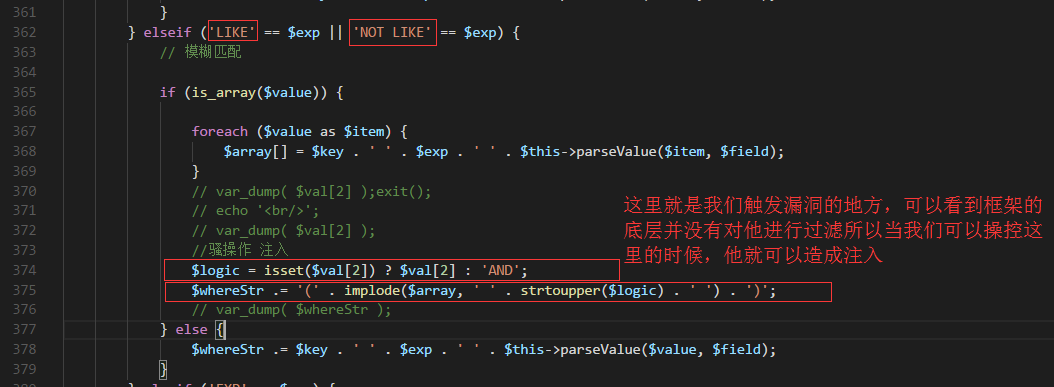 361 }
362 } elseif ('LIKE' == $exp || 'NOT LIKE' == $exp) {
363 // 模糊匹配
364
365 if (is_array($value)) {
366
367 foreach ($value as $item) {
368 $array[] = $key . ' ' . $exp . ' ' . $this->parseValue($item, $field);
369 }
370 // var_dump( $val[2] );exit();
371 // echo '<br/>';
372 // var_dump( $val[2] );
373 //骚操作 注入
374 $logic = isset($val[2]) ? $val[2] : 'AND';
375 $whereStr .= '(' . implode($array, ' ' . strtoupper($logic) . ' ') . ')';
376 // var_dump( $whereStr );
377 } else {
378 $whereStr .= $key . ' ' . $exp . ' ' . $this->parseValue($value, $field);
379 }
这里就是我们触发漏洞的地方，可以看到框架的
底层并没有对他进行过滤所以当我们可以操控这
里的时候，他就可以造成注入